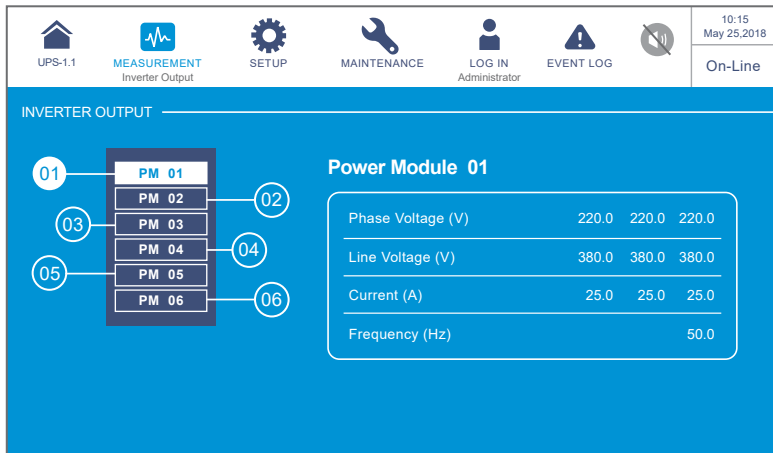 UPS-1.1
MEASUREMENT
Inverter Output
SETUP
MAINTENANCE
LOG IN
Administrator
EVENT LOG
10:15
May 25,2018
On-Line
INVERTER OUTPUT
01 PM 01
PM 02 02
03 PM 03
PM 04 04
05 PM 05
PM 06 06
Power Module 01
Phase Voltage (V) 220.0 220.0 220.0
Line Voltage (V) 380.0 380.0 380.0
Current (A) 25.0 25.0 25.0
Frequency (Hz) 50.0